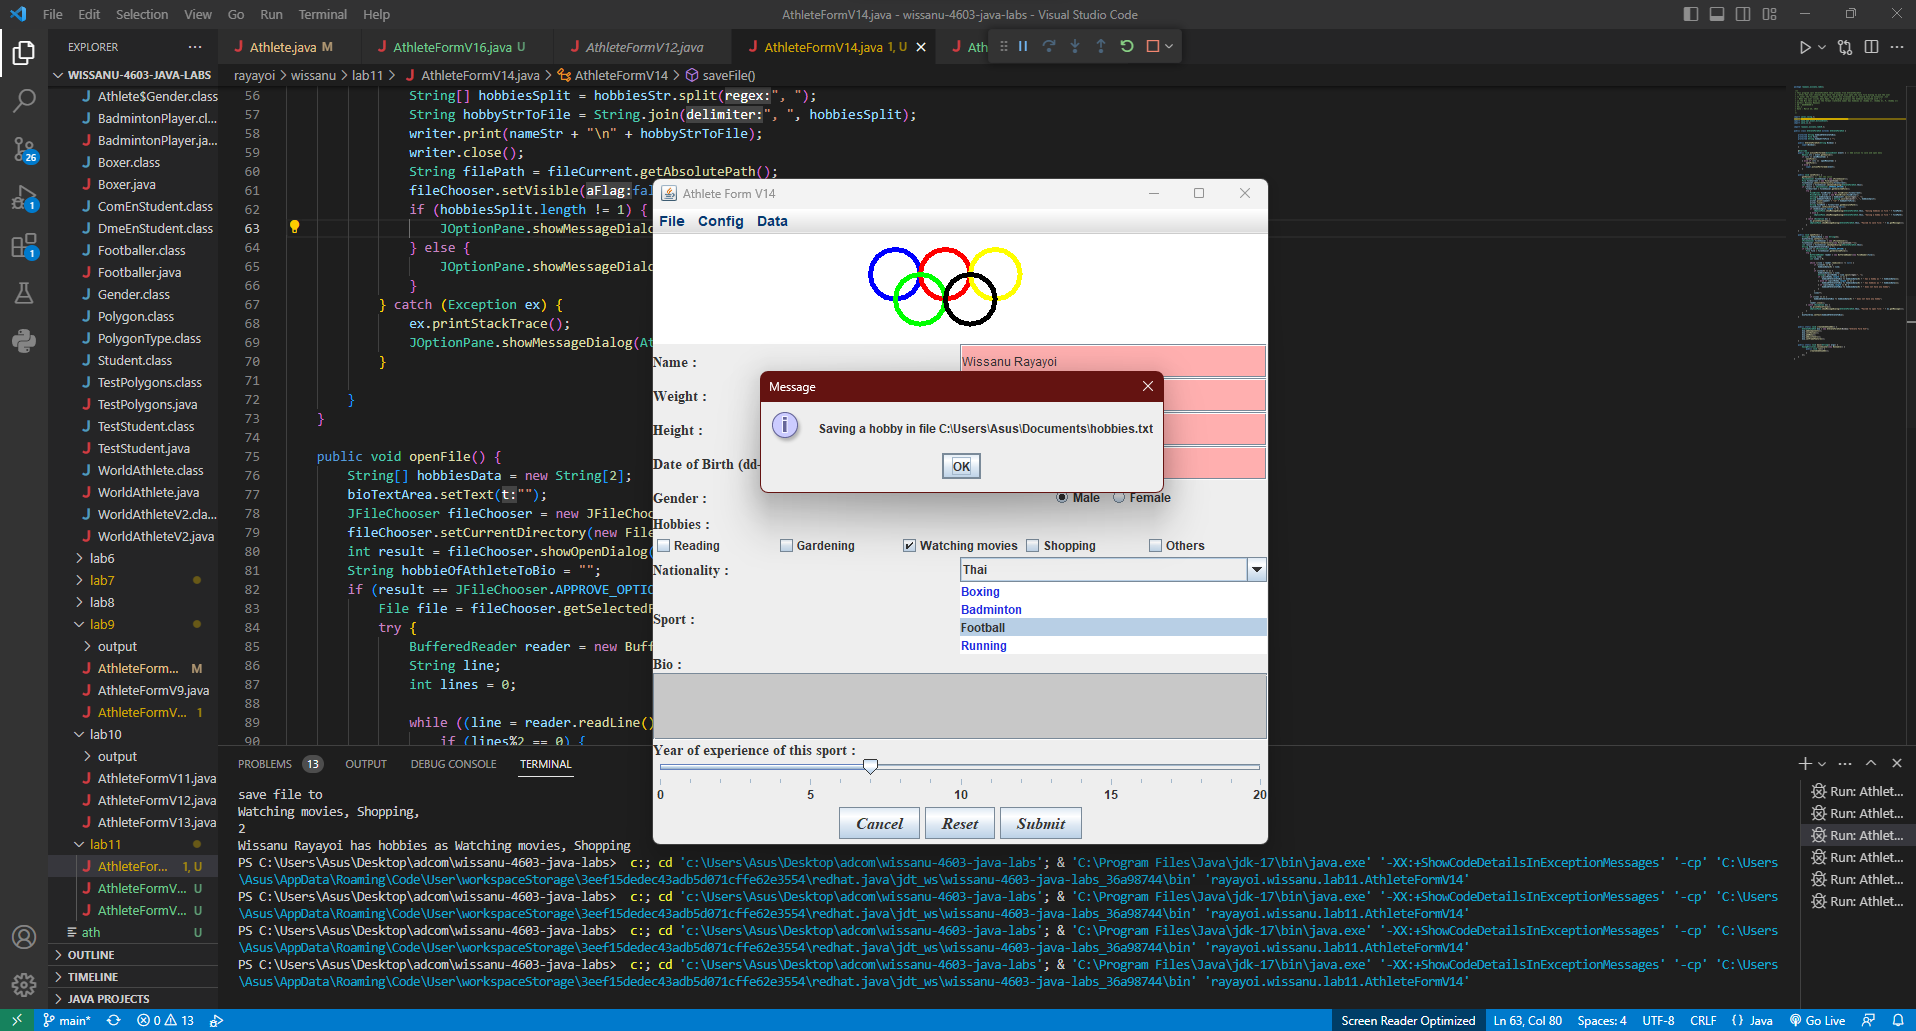 File Edit Selection View Go Run Terminal Help
AthleteFormV14.java - wissanu-4603-java-labs - Visual Studio Code
EXPLORER
WISSANU-4603-JAVA-LABS
Athlete$Gender.class
BadmintonPlayer.cl...
BadmintonPlayer.ja...
Boxer.class
Boxer.java
ComEnStudent.class
DmeEnStudent.class
Footballer.class
Footballer.java
Gender.class
Polygon.class
PolygonType.class
Student.class
TestPolygons.class
TestPolygons.java
TestStudent.class
TestStudent.java
WorldAthlete.class
WorldAthlete.java
WorldAthleteV2.cla...
WorldAthleteV2.java
lab6
lab7
lab8
lab9
output
AthleteForm... M
AthleteFormV9.java
AthleteFormV... 1
lab10
output
AthleteFormV11.java
AthleteFormV12.java
AthleteFormV13.java
lab11
AthleteFor... 1, U
AthleteFormV... U
AthleteFormV... U
ath U
OUTLINE
TIMELINE
JAVA PROJECTS
26
1
1
Athlete.java M
AthleteFormV16.java U
AthleteFormV12.java
AthleteFormV14.java 1, U
Ath
rayayoi > wissanu > lab11 > AthleteFormV14.java > AthleteFormV14 > saveFile()
56 String[] hobbiesSplit = hobbiesStr.split(regex:", ");
57 String hobbyStrToFile = String.join(delimiter:", ", hobbiesSplit);
58 writer.print(nameStr + "\n" + hobbyStrToFile);
59 writer.close();
60 String filePath = fileCurrent.getAbsolutePath();
61 fileChooser.setVisible(aFlag:fal
62 if (hobbiesSplit.length != 1) {
63 JOptionPane.showMessageDialo
64 } else {
65 JOptionPane.showMessageDialo
66 }
67 } catch (Exception ex) {
68 ex.printStackTrace();
69 JOptionPane.showMessageDialog(At
70 }
71
72 }
73 }
74
75 public void openFile() {
76 String[] hobbiesData = new String[2];
77 bioTextArea.setText(t:"");
78 JFileChooser fileChooser = new JFileChoo
79 fileChooser.setCurrentDirectory(new File
80 int result = fileChooser.showOpenDialog(
81 String hobbieOfAthleteToBio = "";
82 if (result == JFileChooser.APPROVE_OPTIO
83 File file = fileChooser.getSelectedF
84 try {
85 BufferedReader reader = new Buff
86 String line;
87 int lines = 0;
88
89 while ((line = reader.readLine()
90 if (lines%2 == 0) {
Athlete Form V14
File Config Data
Name :
Wissanu Rayayoi
Weight :
Height :
Date of Birth (dd-
Message
Saving a hobby in file C:\Users\Asus\Documents\hobbies.txt
OK
Gender :
Male Female
Hobbies :
Reading Gardening Watching movies Shopping Others
Nationality :
Thai
Sport :
Boxing
Badminton
Football
Running
Bio :
Year of experience of this sport :
0 5 10 15 20
Cancel Reset Submit
PROBLEMS 13 OUTPUT DEBUG CONSOLE TERMINAL
save file to
Watching movies, Shopping,
2
Wissanu Rayayoi has hobbies as Watching movies, Shopping
PS C:\Users\Asus\Desktop\adcom\wissanu-4603-java-labs> c:; cd 'c:\Users\Asus\Desktop\adcom\wissanu-4603-java-labs'; & 'C:\Program Files\Java\jdk-17\bin\java.exe' '-XX:+ShowCodeDetailsInExceptionMessages' '-cp' 'C:\Users
\Asus\AppData\Roaming\Code\User\workspaceStorage\3eef15dedec43adb5d071cffe62e3554\redhat.java\jdt_ws\wissanu-4603-java-labs_36a98744\bin' 'rayayoi.wissanu.lab11.AthleteFormV14'
PS C:\Users\Asus\Desktop\adcom\wissanu-4603-java-labs> c:; cd 'c:\Users\Asus\Desktop\adcom\wissanu-4603-java-labs'; & 'C:\Program Files\Java\jdk-17\bin\java.exe' '-XX:+ShowCodeDetailsInExceptionMessages' '-cp' 'C:\Users
\Asus\AppData\Roaming\Code\User\workspaceStorage\3eef15dedec43adb5d071cffe62e3554\redhat.java\jdt_ws\wissanu-4603-java-labs_36a98744\bin' 'rayayoi.wissanu.lab11.AthleteFormV14'
PS C:\Users\Asus\Desktop\adcom\wissanu-4603-java-labs> c:; cd 'c:\Users\Asus\Desktop\adcom\wissanu-4603-java-labs'; & 'C:\Program Files\Java\jdk-17\bin\java.exe' '-XX:+ShowCodeDetailsInExceptionMessages' '-cp' 'C:\Users
\Asus\AppData\Roaming\Code\User\workspaceStorage\3eef15dedec43adb5d071cffe62e3554\redhat.java\jdt_ws\wissanu-4603-java-labs_36a98744\bin' 'rayayoi.wissanu.lab11.AthleteFormV14'
PS C:\Users\Asus\Desktop\adcom\wissanu-4603-java-labs> c:; cd 'c:\Users\Asus\Desktop\adcom\wissanu-4603-java-labs'; & 'C:\Program Files\Java\jdk-17\bin\java.exe' '-XX:+ShowCodeDetailsInExceptionMessages' '-cp' 'C:\Users
\Asus\AppData\Roaming\Code\User\workspaceStorage\3eef15dedec43adb5d071cffe62e3554\redhat.java\jdt_ws\wissanu-4603-java-labs_36a98744\bin' 'rayayoi.wissanu.lab11.AthleteFormV14'
Run: Athlet...
Run: Athlet...
Run: Athlet...
Run: Athlet...
Run: Athlet...
Run: Athlet...
main* 0 13
Screen Reader Optimized Ln 63, Col 80 Spaces: 4 UTF-8 CRLF {} Java Go Live